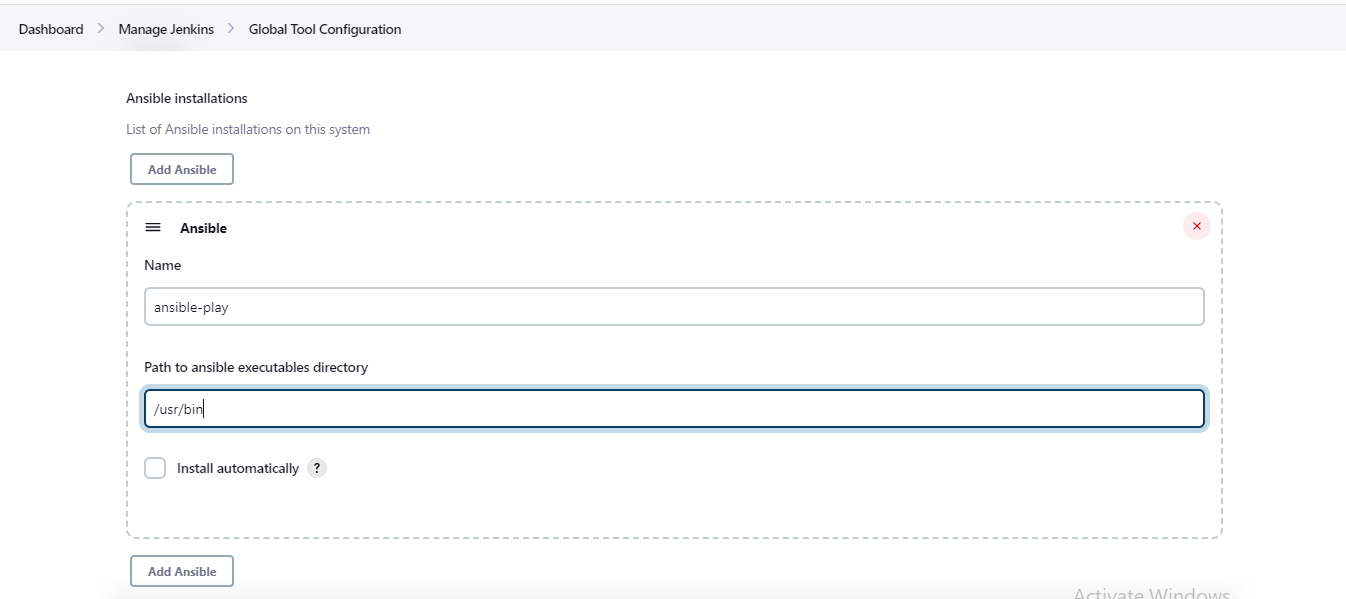 Dashboard > Manage Jenkins > Global Tool Configuration
Ansible installations
List of Ansible installations on this system
Add Ansible
Ansible
Name
ansible-play
Path to ansible executables directory
/usr/bin
Install automatically ?
Add Ansible
Activate Windows